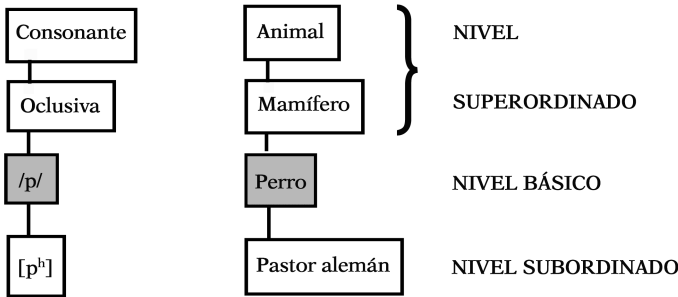 Consonante Animal NIVEL
Oclusiva Mamífero SUPERORDINADO
/p/ Perro NIVEL BÁSICO
[pʰ] Pastor alemán NIVEL SUBORDINADO